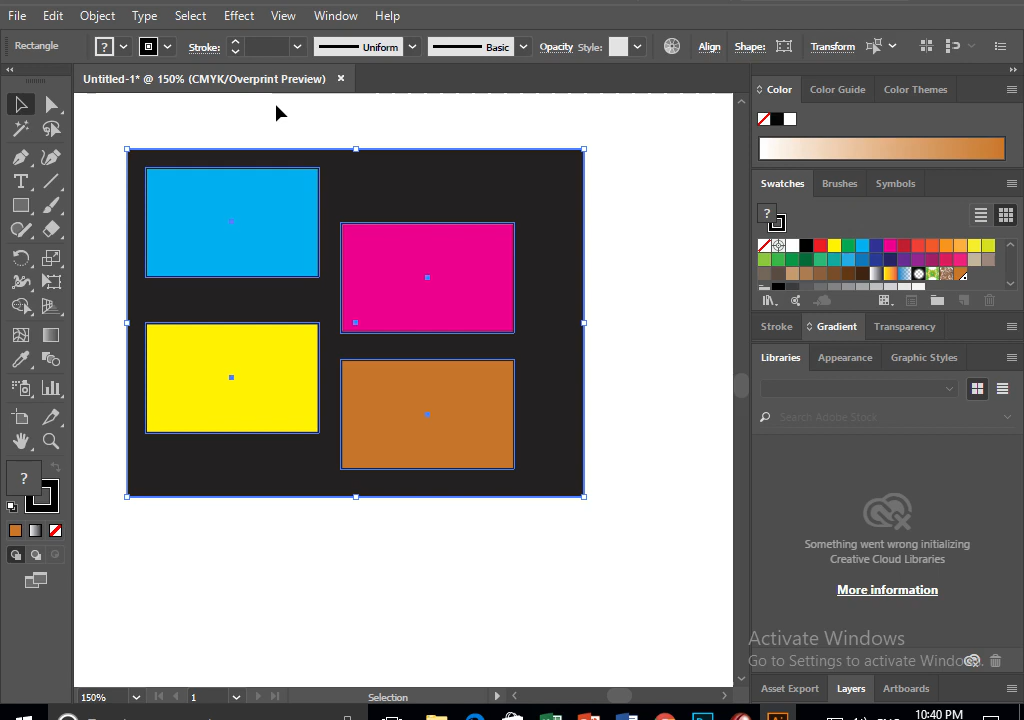 File Edit Object Type Select Effect View Window Help
Rectangle ? Stroke: Uniform Basic Opacity Style: Align Shape: Transform
Untitled-1* @ 150% (CMYK/Overprint Preview) ×
Color Color Guide Color Themes
Swatches Brushes Symbols
?
Stroke Gradient Transparency
Libraries Appearance Graphic Styles
Search Adobe Stock
?
Something went wrong initializing
Creative Cloud Libraries
More information
Activate Windows
Go to Settings to activate Windows.
Asset Export Layers Artboards
150% 1 Selection
10:40 PM